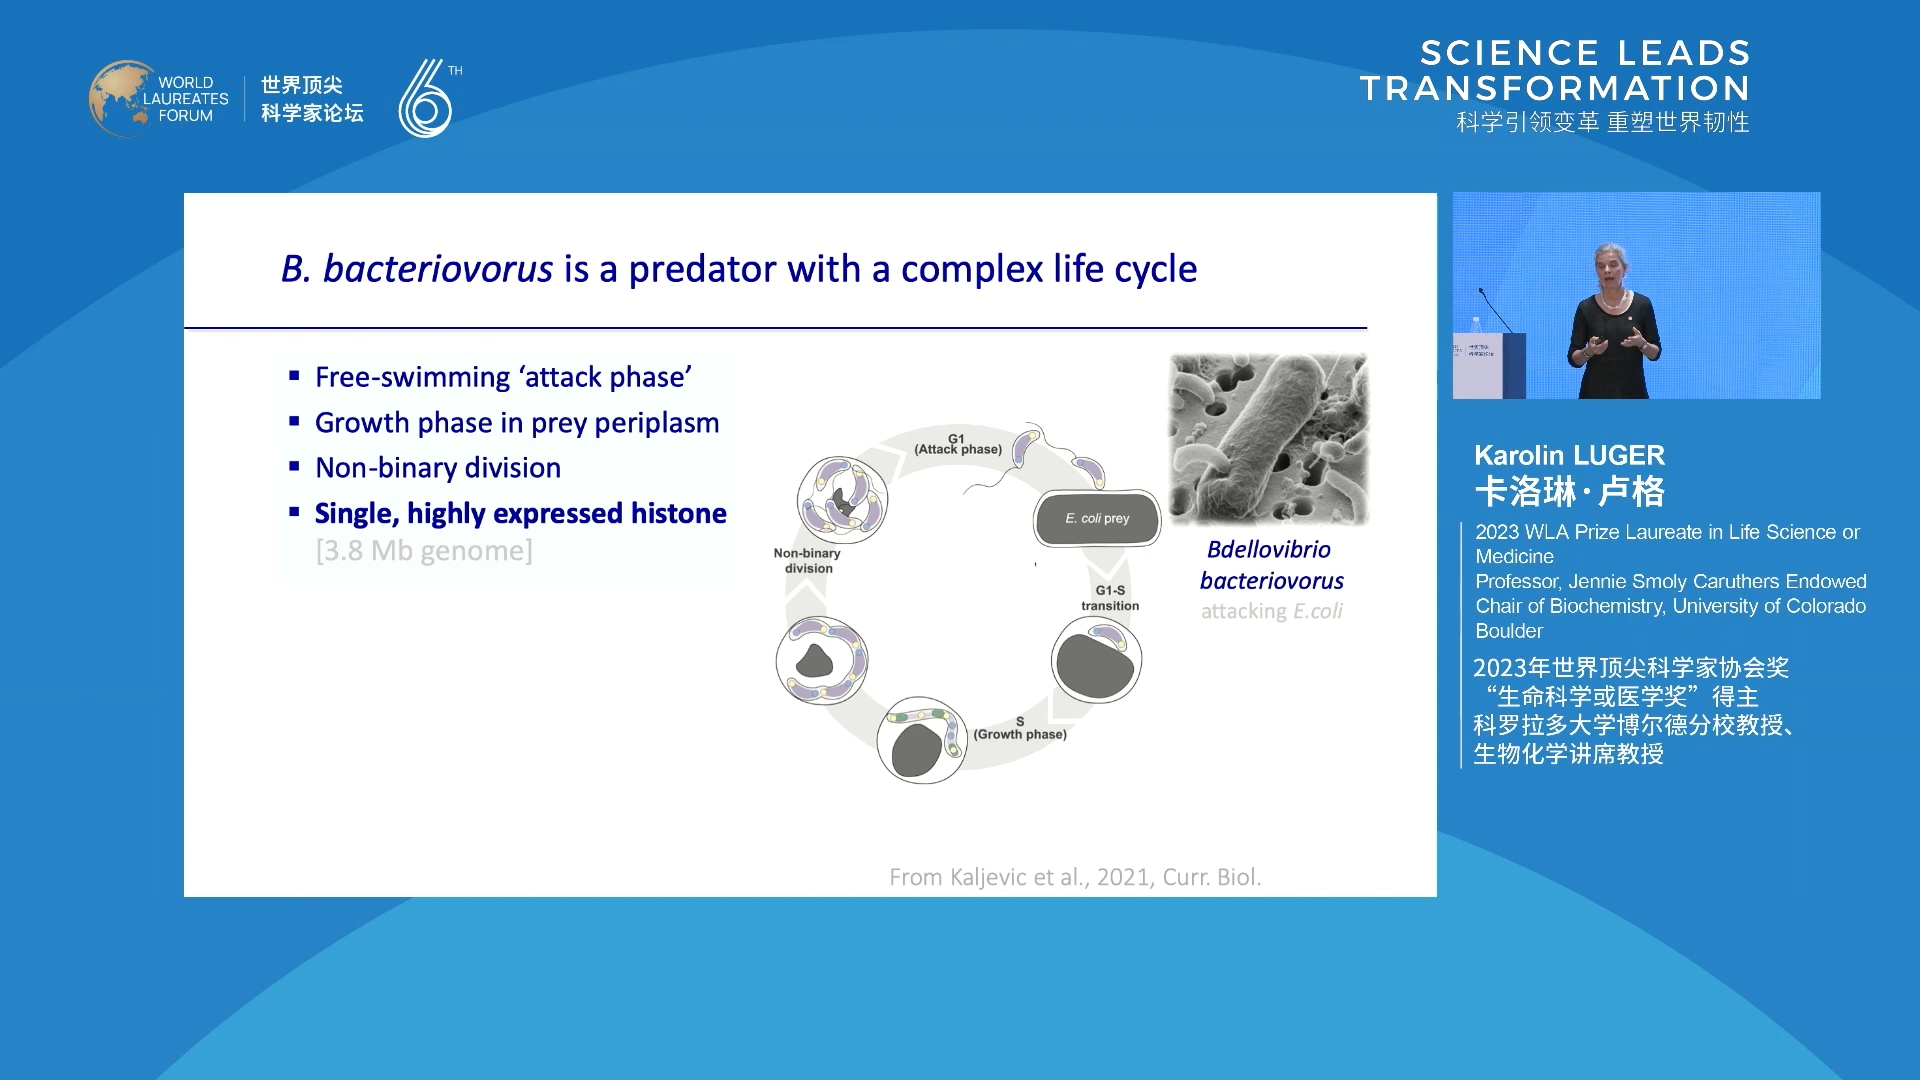 WORLD
LAUREATES
FORUM
世界顶尖
科学家论坛
6TH
SCIENCE LEADS
TRANSFORMATION
科学引领变革 重塑世界韧性
B. bacteriovorus is a predator with a complex life cycle
▪ Free-swimming ‘attack phase’
▪ Growth phase in prey periplasm
▪ Non-binary division
▪ Single, highly expressed histone
[3.8 Mb genome]
G1
(Attack phase)
E. coli prey
G1-S
transition
S
(Growth phase)
Non-binary
division
Bdellovibrio
bacteriovorus
attacking E.coli
From Kaljevic et al., 2021, Curr. Biol.
Karolin LUGER
卡洛琳·卢格
2023 WLA Prize Laureate in Life Science or
Medicine
Professor, Jennie Smoly Caruthers Endowed
Chair of Biochemistry, University of Colorado
Boulder
2023年世界顶尖科学家协会奖
“生命科学或医学奖”得主
科罗拉多大学博尔德分校教授、
生物化学讲席教授